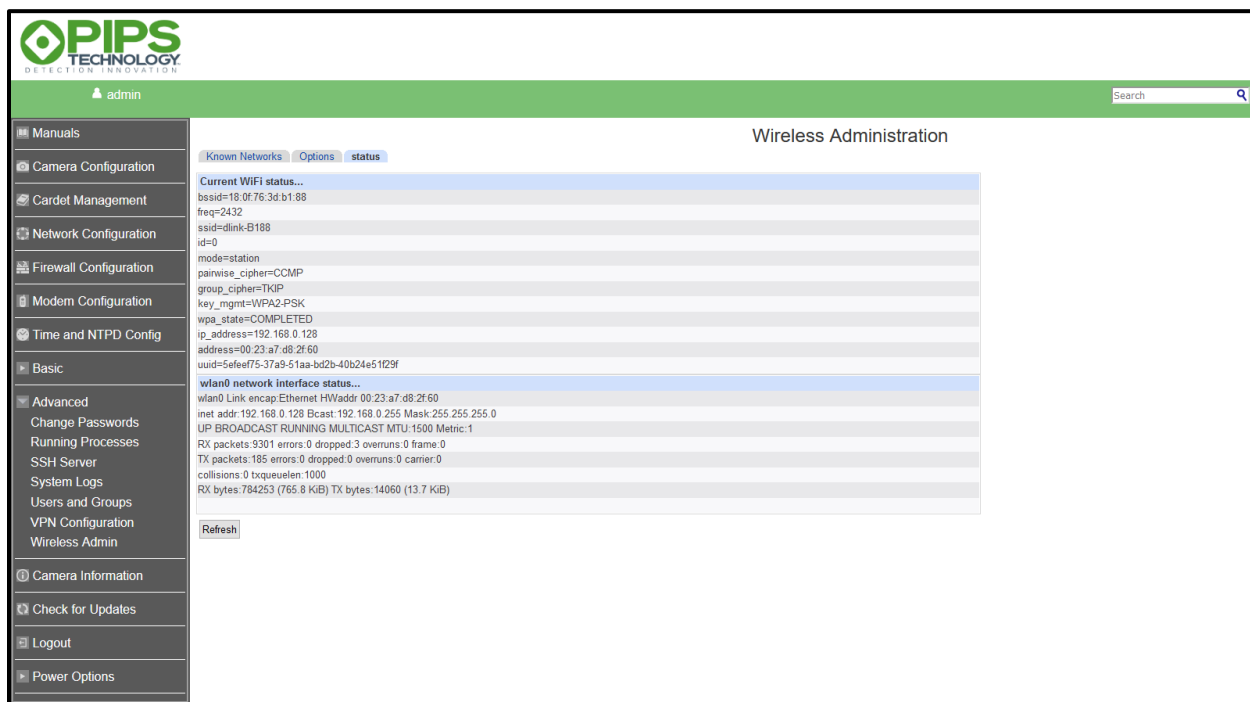 PIPS
TECHNOLOGY
DETECTION INNOVATION
admin
Search
Manuals
Camera Configuration
Cardet Management
Network Configuration
Firewall Configuration
Modem Configuration
Time and NTPD Config
Basic
Advanced
Change Passwords
Running Processes
SSH Server
System Logs
Users and Groups
VPN Configuration
Wireless Admin
Camera Information
Check for Updates
Logout
Power Options
Wireless Administration
Known Networks Options status
Current WiFi status...
bssid=18:0f:76:3d:b1:88
freq=2432
ssid=dlink-B188
id=0
mode=station
pairwise_cipher=CCMP
group_cipher=TKIP
key_mgmt=WPA2-PSK
wpa_state=COMPLETED
ip_address=192.168.0.128
address=00:23:a7:d8:2f:60
uuid=5efeef75-37a9-51aa-bd2b-40b24e51f29f
wlan0 network interface status...
wlan0 Link encap:Ethernet HWaddr 00:23:a7:d8:2f:60
inet addr:192.168.0.128 Bcast:192.168.0.255 Mask:255.255.255.0
UP BROADCAST RUNNING MULTICAST MTU:1500 Metric:1
RX packets:9301 errors:0 dropped:3 overruns:0 frame:0
TX packets:185 errors:0 dropped:0 overruns:0 carrier:0
collisions:0 txqueuelen:1000
RX bytes:784253 (765.8 KiB) TX bytes:14060 (13.7 KiB)
Refresh